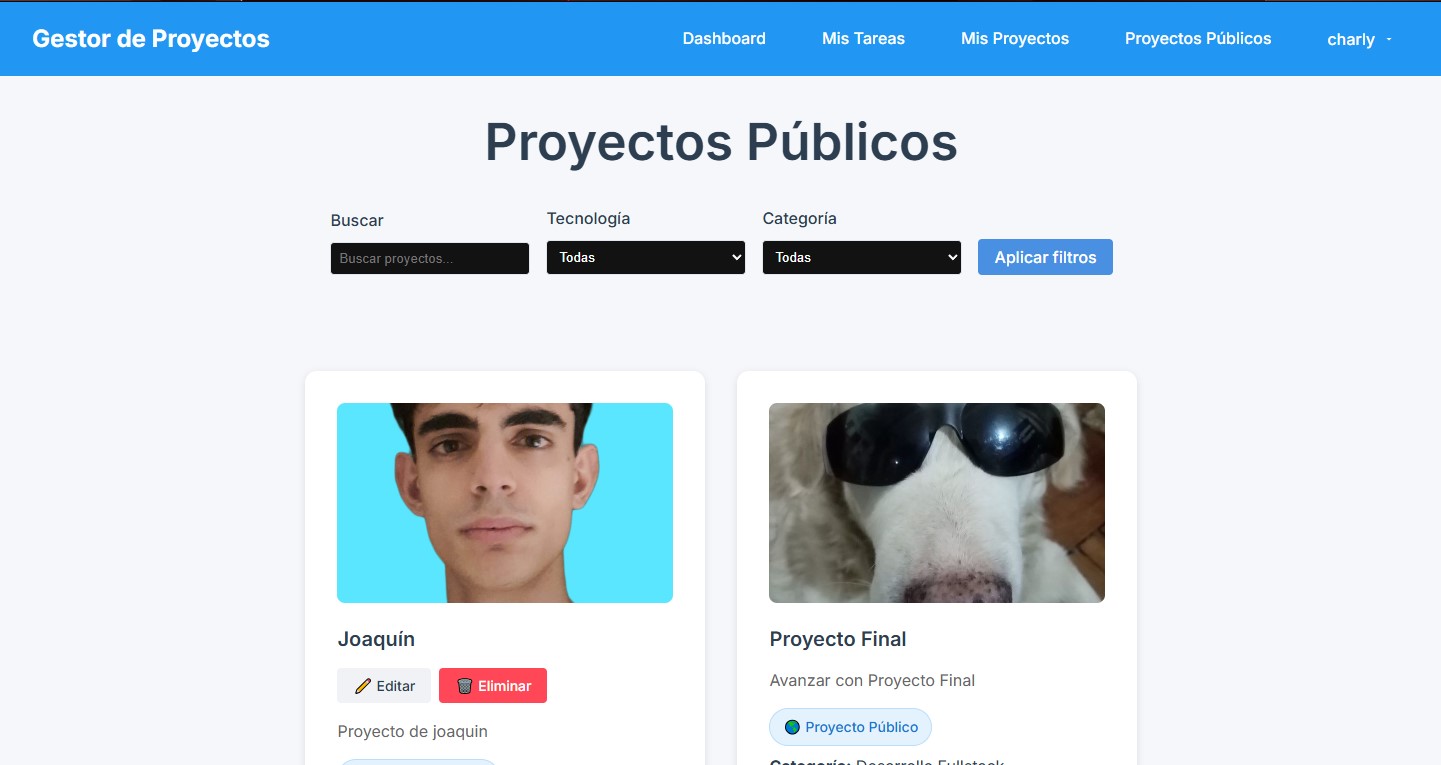 Gestor de Proyectos
Dashboard
Mis Tareas
Mis Proyectos
Proyectos Públicos
charly
Proyectos Públicos
Buscar
Tecnología
Categoría
Buscar proyectos...
Todas
Todas
Aplicar filtros
Joaquín
Editar
Eliminar
Proyecto de joaquin
Proyecto Final
Avanzar con Proyecto Final
Proyecto Público
Categoría: Desarrollo Fullstack